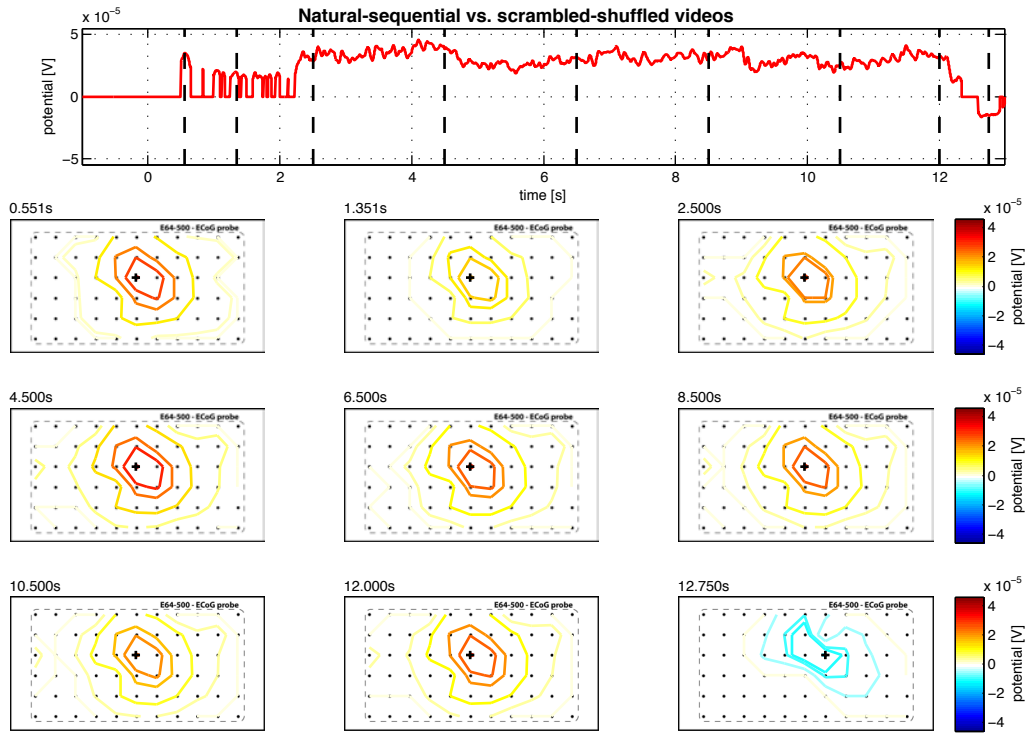 Natural-sequential vs. scrambled-shuffled videos
x 10⁻⁵
5
0
−5
potential [V]
0 2 4 6 8 10 12
time [s]
0.551s 1.351s 2.500s
E64-500 - ECoG probe E64-500 - ECoG probe E64-500 - ECoG probe
x 10⁻⁵
4
2
0
−2
−4
potential [V]
4.500s 6.500s 8.500s
E64-500 - ECoG probe E64-500 - ECoG probe E64-500 - ECoG probe
x 10⁻⁵
4
2
0
−2
−4
potential [V]
10.500s 12.000s 12.750s
E64-500 - ECoG probe E64-500 - ECoG probe E64-500 - ECoG probe
x 10⁻⁵
4
2
0
−2
−4
potential [V]